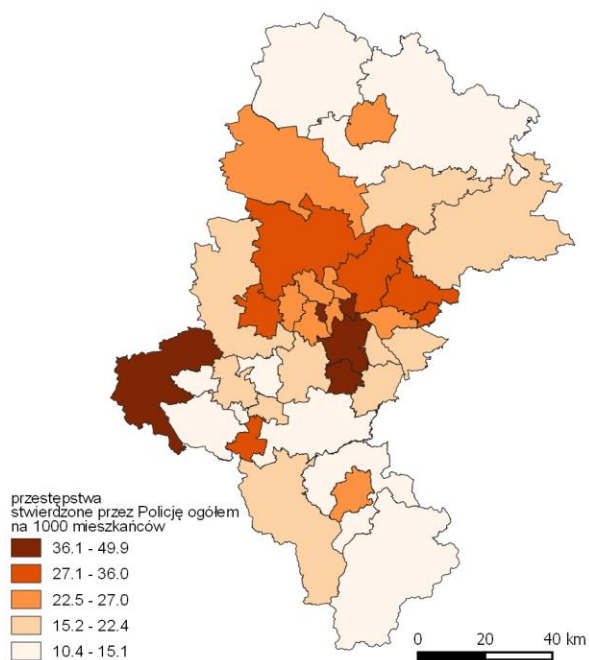 przestępstwa
stwierdzone przez Policję ogółem
na 1000 mieszkańców
36.1 - 49.9
27.1 - 36.0
22.5 - 27.0
15.2 - 22.4
10.4 - 15.1
0 20 40 km